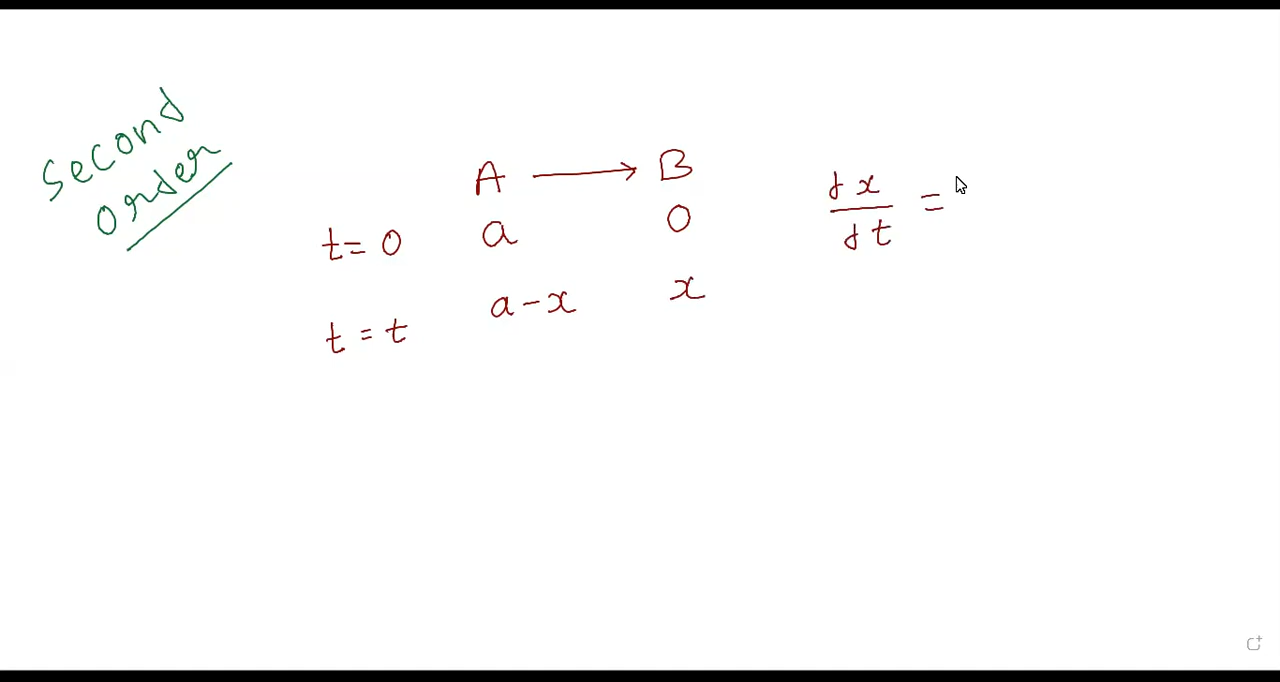 Second
order
A ⟶ B
t = 0 a 0
t = t a - x x
dx/dt =